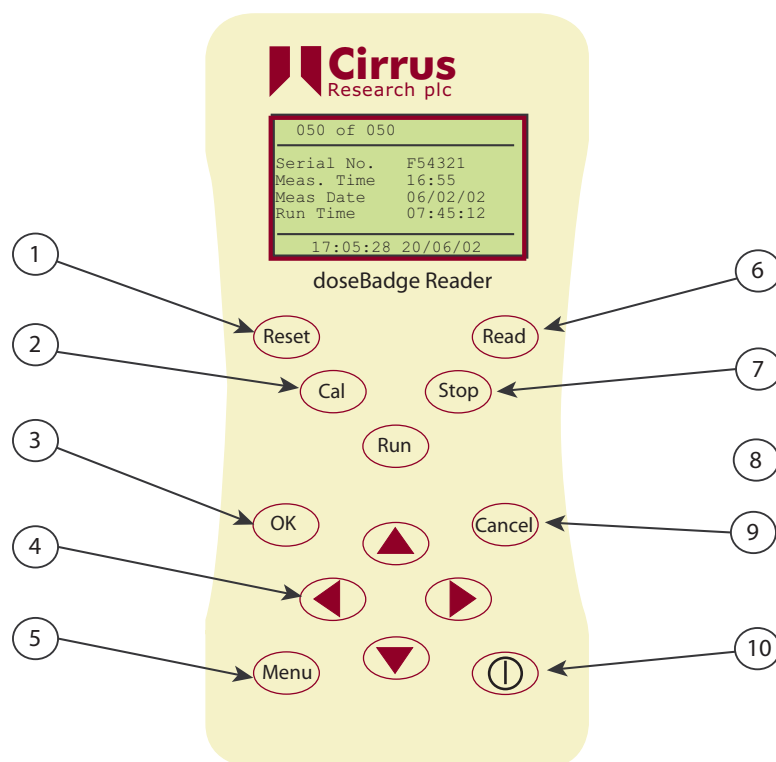 Cirrus
Research plc
050 of 050
Serial No. F54321
Meas. Time 16:55
Meas Date 06/02/02
Run Time 07:45:12
17:05:28 20/06/02
doseBadge Reader
1
6
Reset
Read
2
7
Cal
Stop
3
Run
8
OK
Cancel
9
4
5
Menu
10